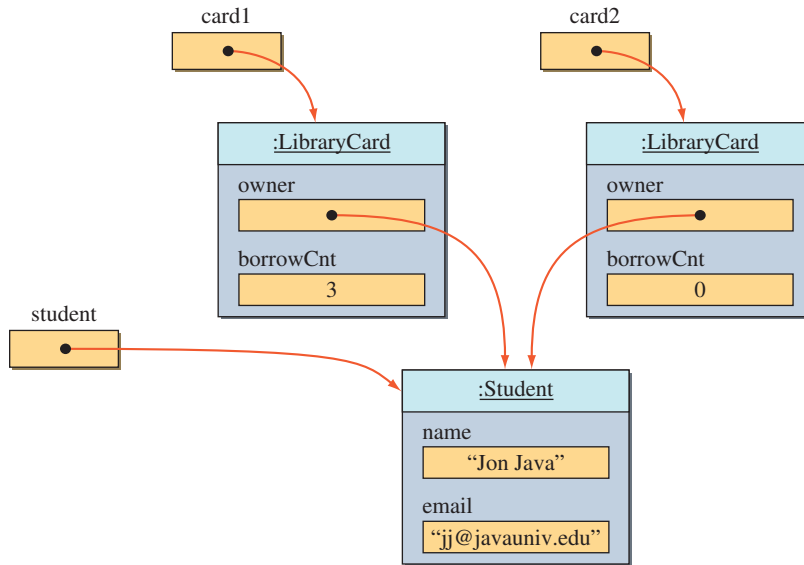 card1
card2
:LibraryCard
:LibraryCard
owner
owner
borrowCnt
borrowCnt
3
0
student
:Student
name
“Jon Java”
email
“jj@javauniv.edu”